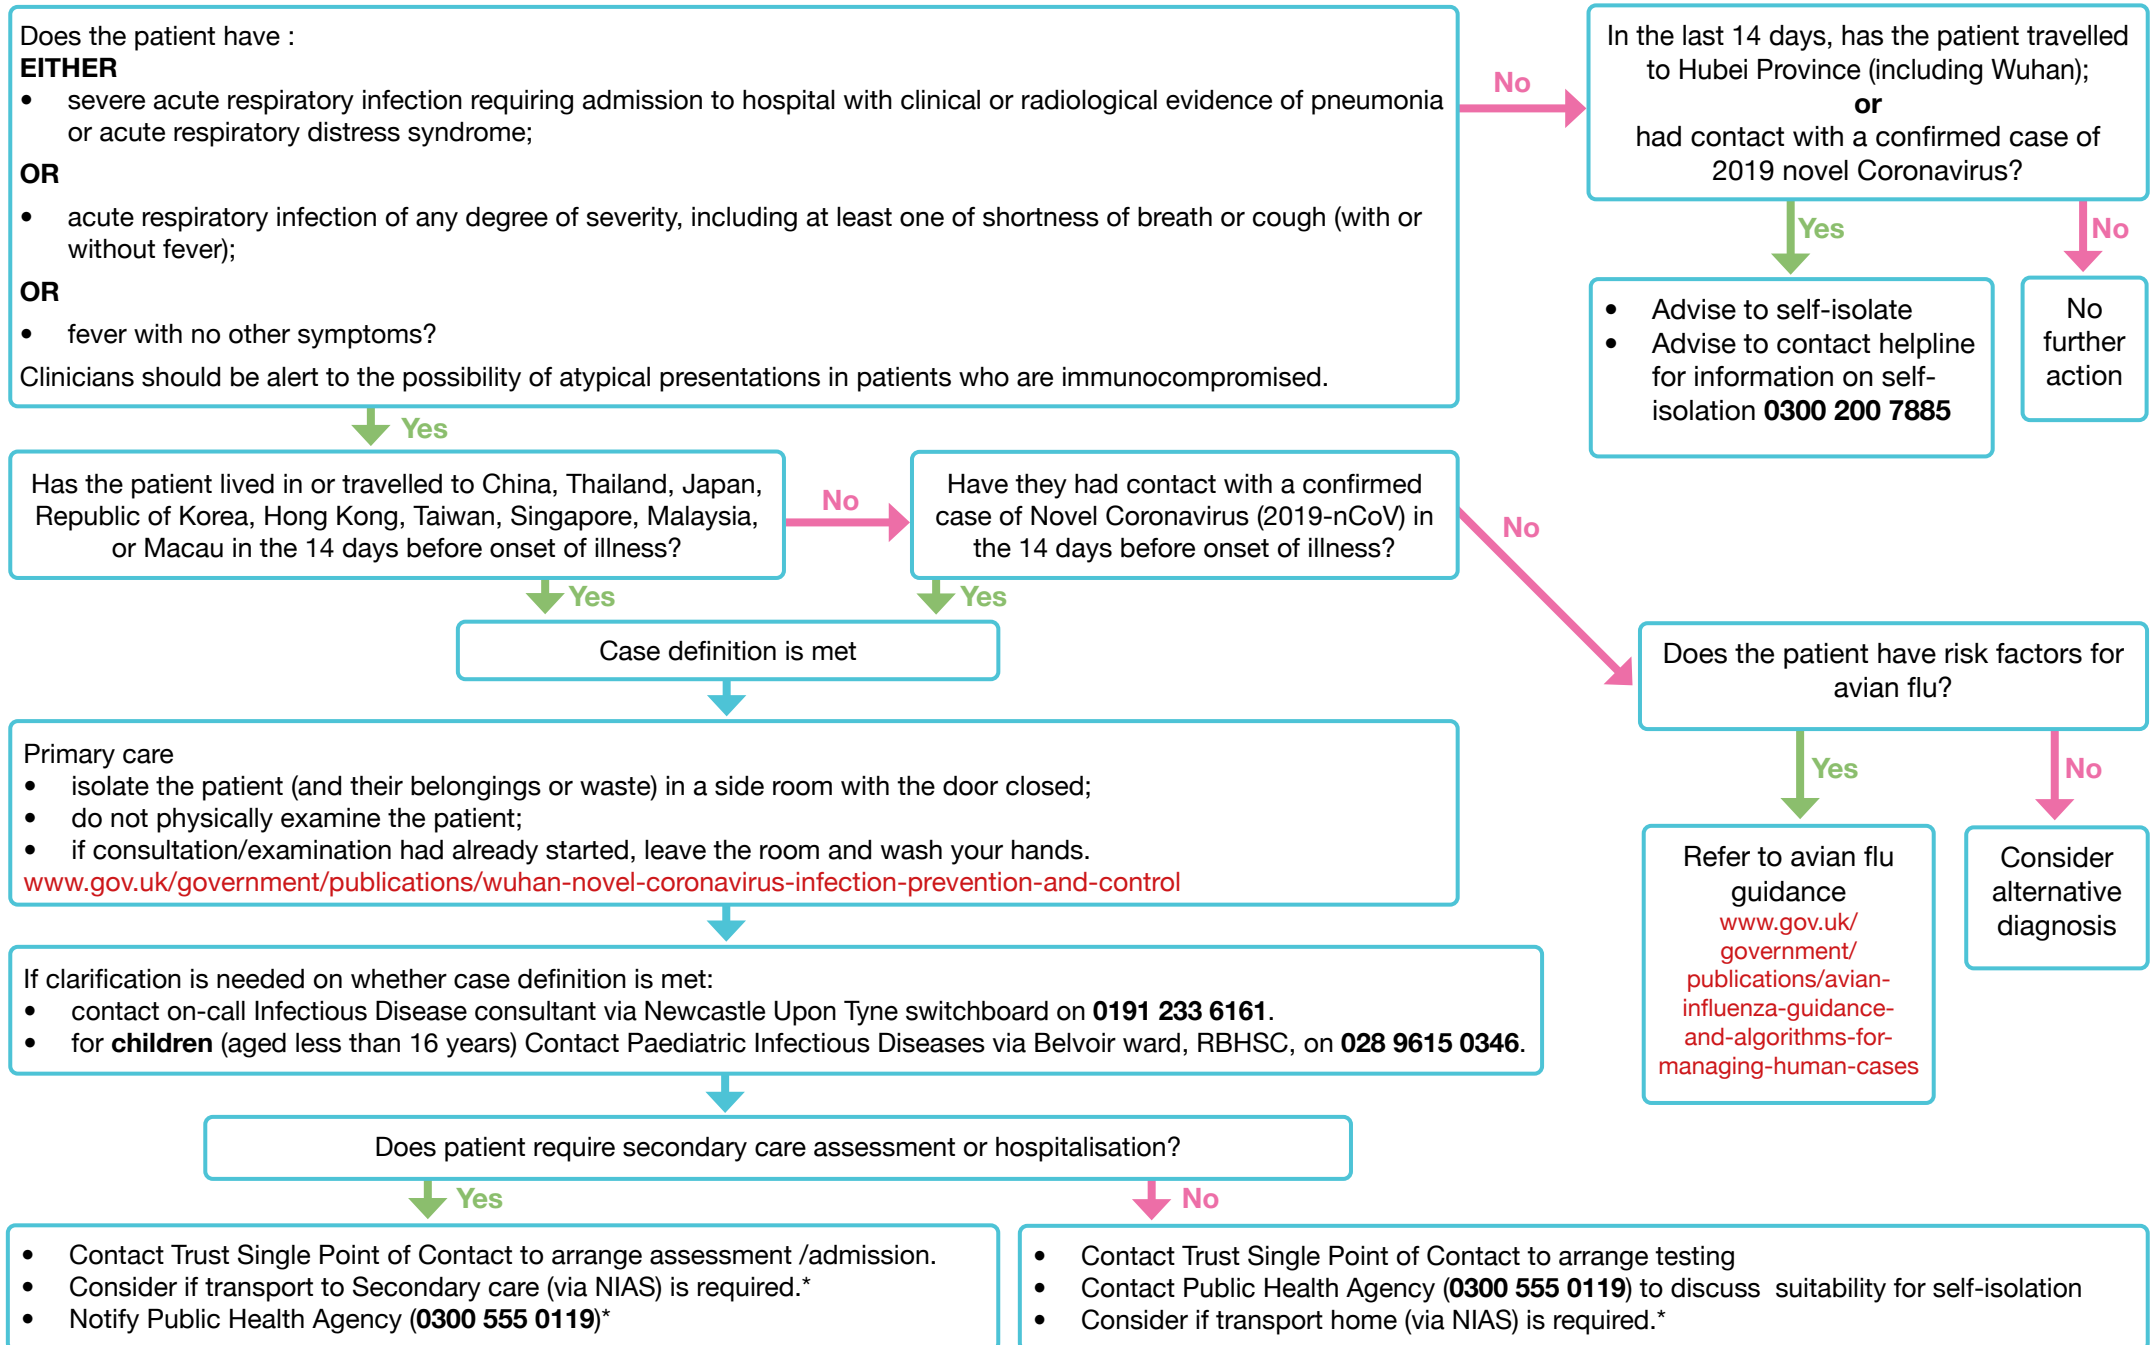 Does the patient have :
EITHER
• severe acute respiratory infection requiring admission to hospital with clinical or radiological evidence of pneumonia
or acute respiratory distress syndrome;
OR
• acute respiratory infection of any degree of severity, including at least one of shortness of breath or cough (with or
without fever);
OR
• fever with no other symptoms?
Clinicians should be alert to the possibility of atypical presentations in patients who are immunocompromised.
No
In the last 14 days, has the patient travelled
to Hubei Province (including Wuhan);
or
had contact with a confirmed case of
2019 novel Coronavirus?
Yes
No
• Advise to self-isolate
• Advise to contact helpline
for information on self-
isolation 0300 200 7885
No
further
action
Yes
Has the patient lived in or travelled to China, Thailand, Japan,
Republic of Korea, Hong Kong, Taiwan, Singapore, Malaysia,
or Macau in the 14 days before onset of illness?
No
Have they had contact with a confirmed
case of Novel Coronavirus (2019-nCoV) in
the 14 days before onset of illness?
No
Yes
Yes
Case definition is met
Does the patient have risk factors for
avian flu?
Yes
No
Refer to avian flu
guidance
www.gov.uk/
government/
publications/avian-
influenza-guidance-
and-algorithms-for-
managing-human-cases
Consider
alternative
diagnosis
Primary care
• isolate the patient (and their belongings or waste) in a side room with the door closed;
• do not physically examine the patient;
• if consultation/examination had already started, leave the room and wash your hands.
www.gov.uk/government/publications/wuhan-novel-coronavirus-infection-prevention-and-control
If clarification is needed on whether case definition is met:
• contact on-call Infectious Disease consultant via Newcastle Upon Tyne switchboard on 0191 233 6161.
• for children (aged less than 16 years) Contact Paediatric Infectious Diseases via Belvoir ward, RBHSC, on 028 9615 0346.
Does patient require secondary care assessment or hospitalisation?
Yes
No
• Contact Trust Single Point of Contact to arrange assessment /admission.
• Consider if transport to Secondary care (via NIAS) is required.*
• Notify Public Health Agency (0300 555 0119)*
• Contact Trust Single Point of Contact to arrange testing
• Contact Public Health Agency (0300 555 0119) to discuss suitability for self-isolation
• Consider if transport home (via NIAS) is required.*